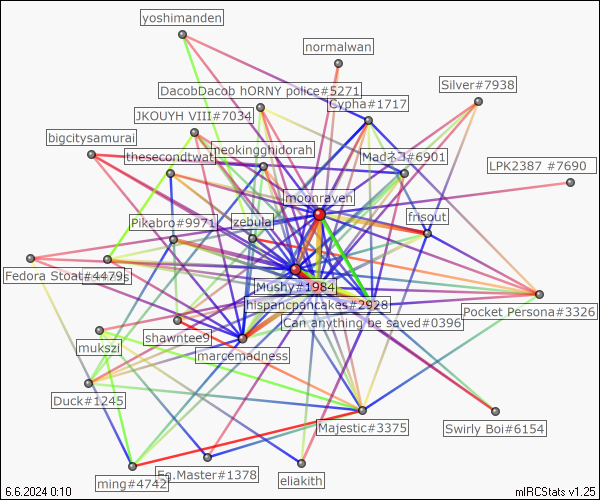 yoshimanden
normalwan
Silver#7938
DacobDacob hORNY police#5271
Cypha#1717
JKOUYH VIII#7034
bigcitysamurai
thesecondtwat
neokingghidorah
Madネコ#6901
LPK2387 #7690
moonraven
Pikabro#9971
zebula
frisout
Fedora Stoat#4479
Mushy#1984
hispancpancakes#2928
Pocket Persona#3326
Can anything be saved#0396
shawntee9
mukszi
marcemadness
Duck#1245
Majestic#3375
Swirly Boi#6154
ming#4742
Eg.Master#1378
eliakith
6.6.2024 0:10
mIRCStats v1.25